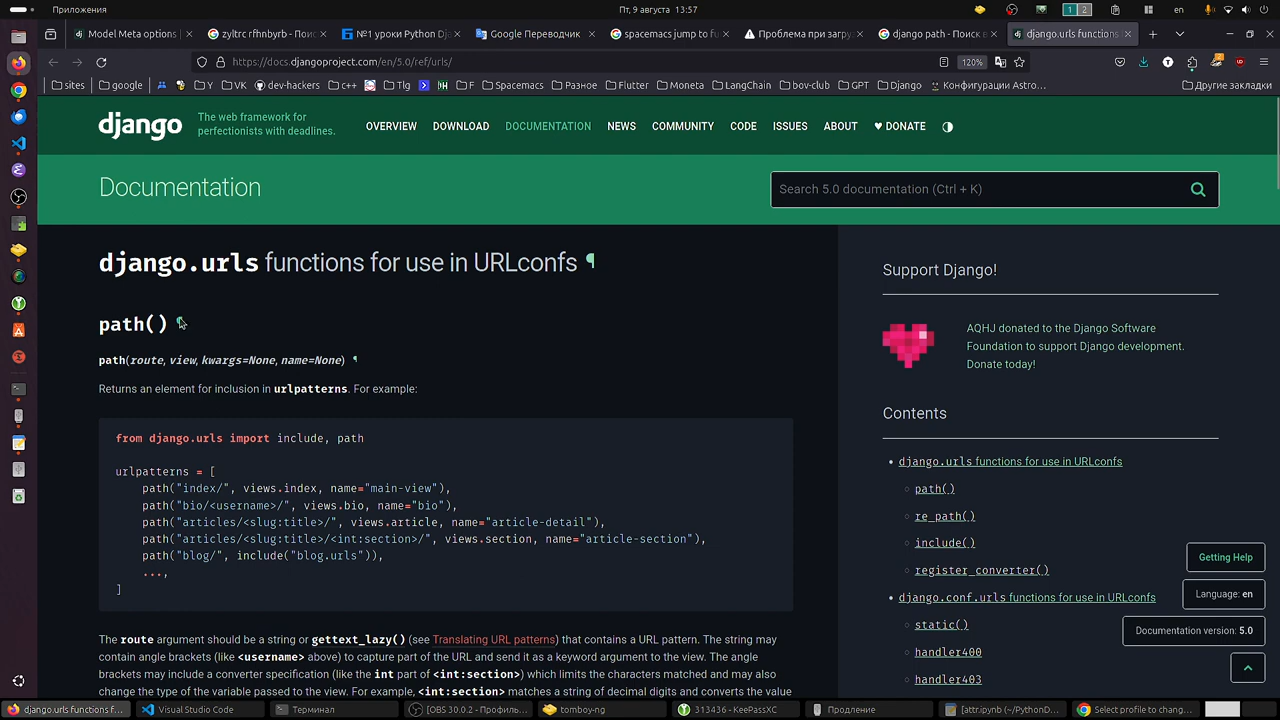 Приложения
Пт, 9 августа 13:57
en
1 2
Model Meta options
zyltrc rfhnbyrb - Пои
№1 уроки Python Dj
Google Переводчик
spacemacs jump to fu
Проблема при загру
django path - Поиск в
django.urls functions
https://docs.djangoproject.com/en/5.0/ref/urls/
120%
sites
google
Y
VK
dev-hackers
c++
Tlg
F
Spacemacs
Разное
Flutter
Moneta
LangChain
bov-club
GPT
Django
Конфигурации Astro...
Другие закладки
django
The web framework for
perfectionists with deadlines.
OVERVIEW
DOWNLOAD
DOCUMENTATION
NEWS
COMMUNITY
CODE
ISSUES
ABOUT
♥ DONATE
Documentation
Search 5.0 documentation (Ctrl + K)
django.urls functions for use in URLconfs ¶
path() ¶
path(route, view, kwargs=None, name=None) ¶
Returns an element for inclusion in urlpatterns. For example:
from django.urls import include, path
urlpatterns = [
path("index/", views.index, name="main-view"),
path("bio/<username>/", views.bio, name="bio"),
path("articles/<slug:title>/", views.article, name="article-detail"),
path("articles/<slug:title>/<int:section>/", views.section, name="article-section"),
path("blog/", include("blog.urls")),
...,
]
The route argument should be a string or gettext_lazy() (see Translating URL patterns) that contains a URL pattern. The string may
contain angle brackets (like <username> above) to capture part of the URL and send it as a keyword argument to the view. The angle
brackets may include a converter specification (like the int part of <int:section>) which limits the characters matched and may also
change the type of the variable passed to the view. For example, <int:section> matches a string of decimal digits and converts the value
Support Django!
AQHJ donated to the Django Software
Foundation to support Django development.
Donate today!
Contents
django.urls functions for use in URLconfs
path()
re_path()
include()
register_converter()
django.conf.urls functions for use in URLconfs
static()
handler400
handler403
Getting Help
Language: en
Documentation version: 5.0
django.urls functions f...
Visual Studio Code
Терминал
[OBS 30.0.2 - Профиль...
tomboy-ng
313436 - KeePassXC
Продление
[attr.ipynb (~/PycharmPro...
Select profile to chang...